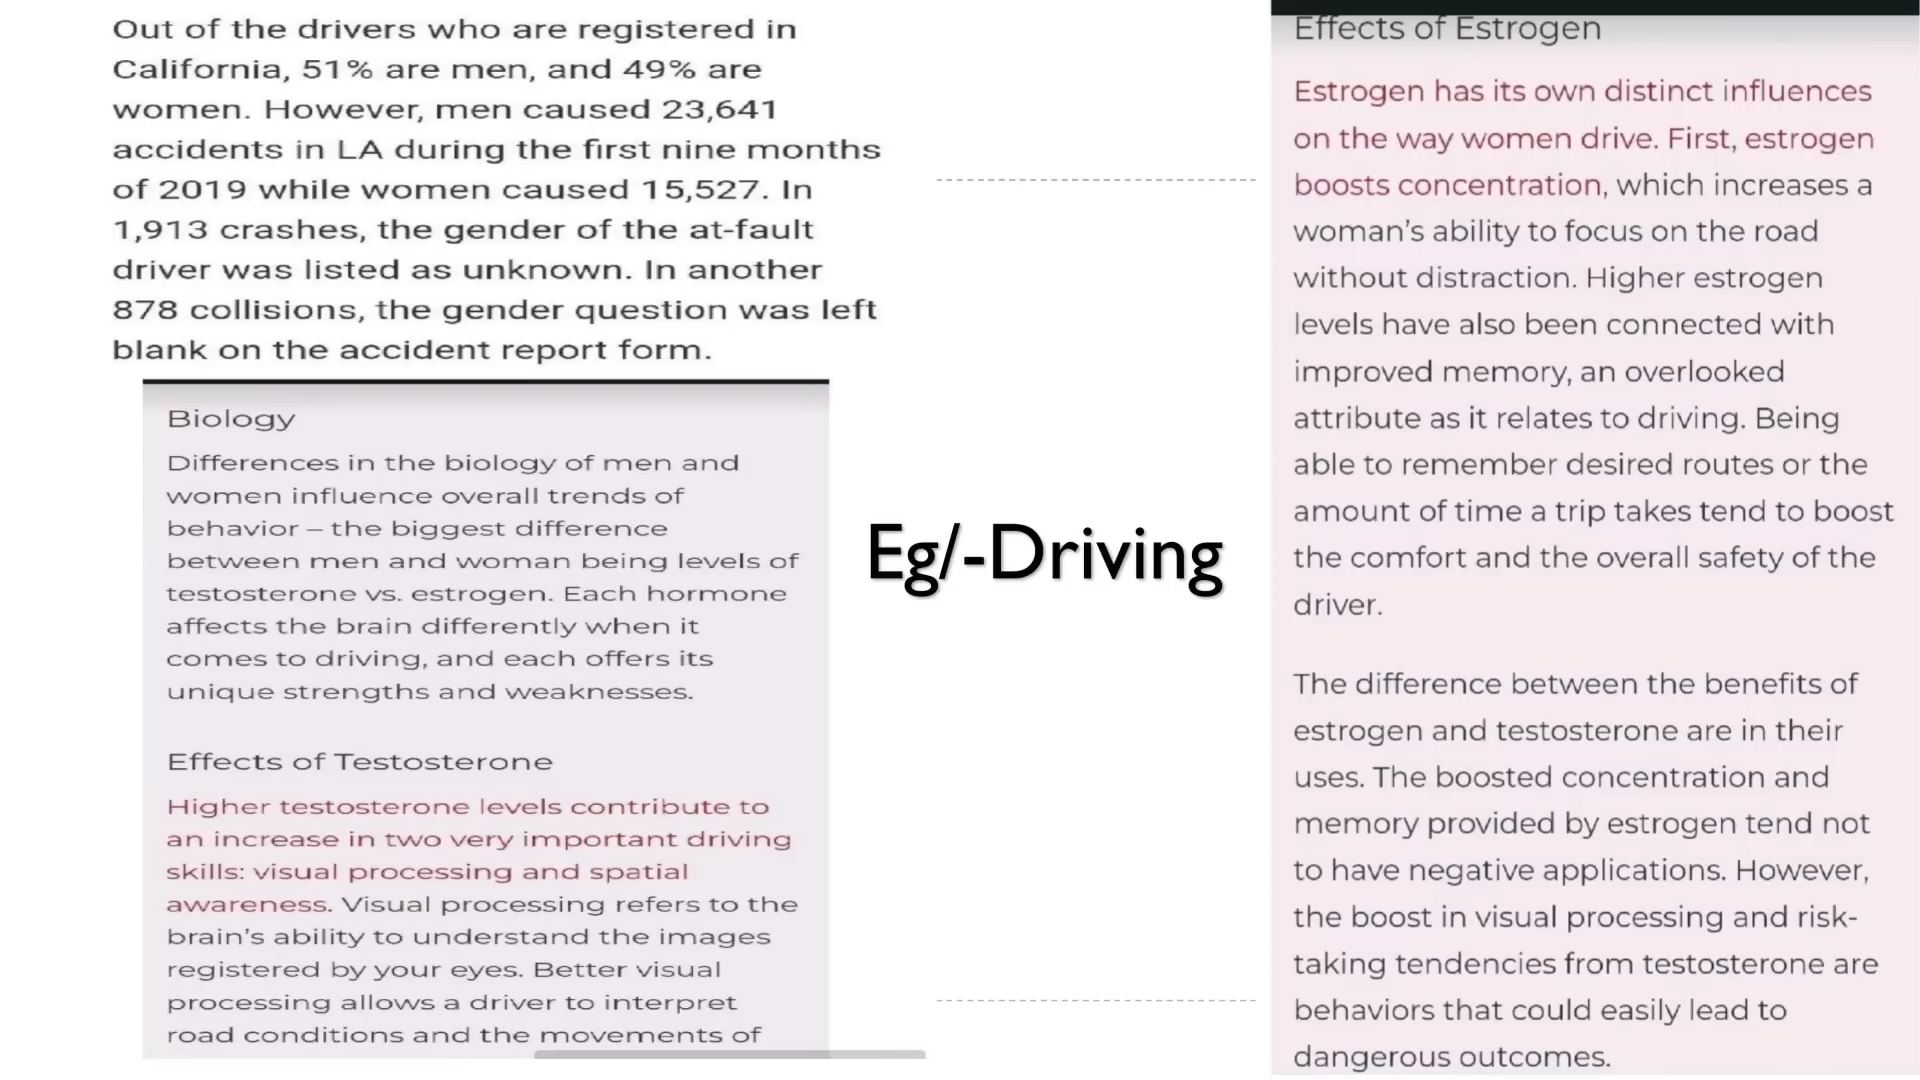 Out of the drivers who are registered in
California, 51% are men, and 49% are
women. However, men caused 23,641
accidents in LA during the first nine months
of 2019 while women caused 15,527. In
1,913 crashes, the gender of the at-fault
driver was listed as unknown. In another
878 collisions, the gender question was left
blank on the accident report form.
Biology
Differences in the biology of men and
women influence overall trends of
behavior – the biggest difference
between men and woman being levels of
testosterone vs. estrogen. Each hormone
affects the brain differently when it
comes to driving, and each offers its
unique strengths and weaknesses.
Effects of Testosterone
Higher testosterone levels contribute to
an increase in two very important driving
skills: visual processing and spatial
awareness. Visual processing refers to the
brain's ability to understand the images
registered by your eyes. Better visual
processing allows a driver to interpret
road conditions and the movements of
Eg/-Driving
Effects of Estrogen
Estrogen has its own distinct influences
on the way women drive. First, estrogen
boosts concentration, which increases a
woman's ability to focus on the road
without distraction. Higher estrogen
levels have also been connected with
improved memory, an overlooked
attribute as it relates to driving. Being
able to remember desired routes or the
amount of time a trip takes tend to boost
the comfort and the overall safety of the
driver.
The difference between the benefits of
estrogen and testosterone are in their
uses. The boosted concentration and
memory provided by estrogen tend not
to have negative applications. However,
the boost in visual processing and risk-
taking tendencies from testosterone are
behaviors that could easily lead to
dangerous outcomes.